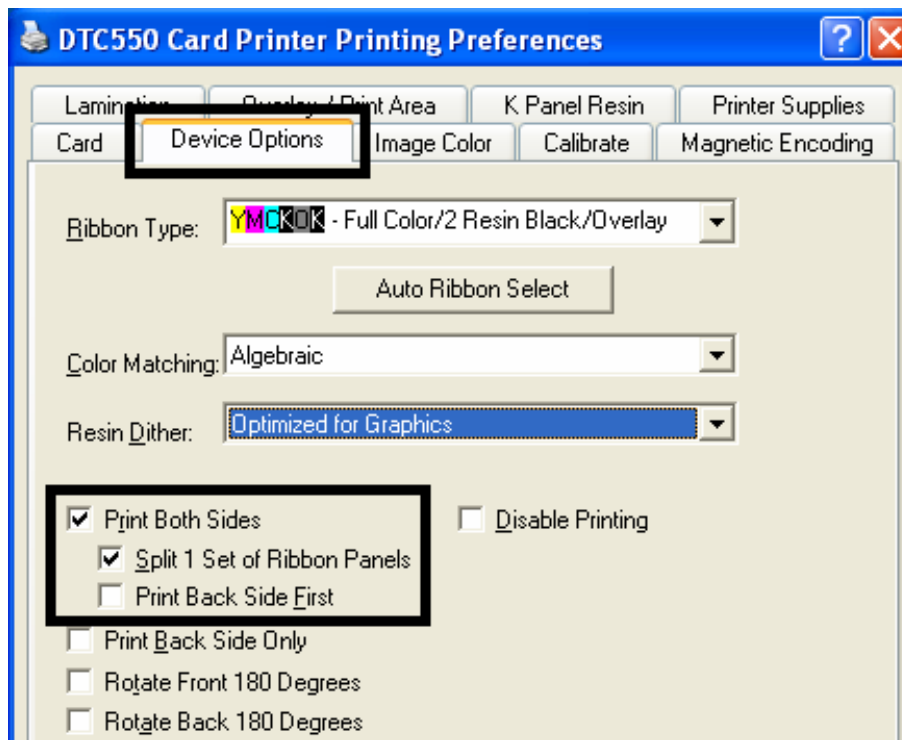 DTC550 Card Printer Printing Preferences
Lamination Overlay / Print Area K Panel Resin Printer Supplies
Card Device Options Image Color Calibrate Magnetic Encoding
Ribbon Type: YMCKOK - Full Color/2 Resin Black/Overlay
Auto Ribbon Select
Color Matching: Algebraic
Resin Dither: Optimized for Graphics
Print Both Sides Disable Printing
Split 1 Set of Ribbon Panels
Print Back Side First
Print Back Side Only
Rotate Front 180 Degrees
Rotate Back 180 Degrees